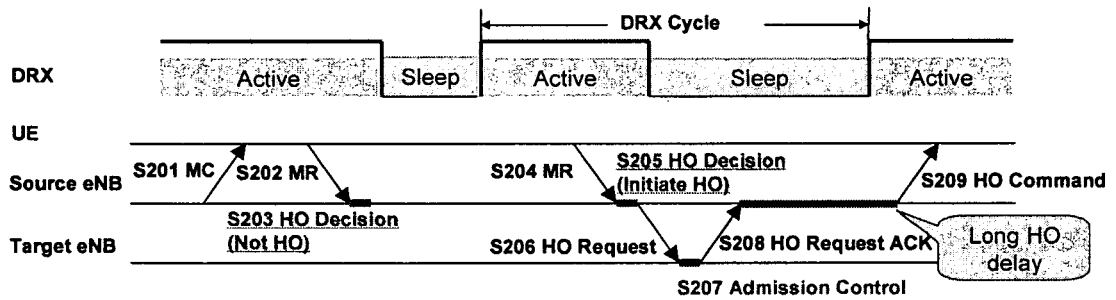 DRX Cycle
DRX
Active
Sleep
Active
Sleep
Active
UE
S201 MC
S202 MR
S204 MR
S205 HO Decision
(Initiate HO)
S209 HO Command
Source eNB
S203 HO Decision
(Not HO)
S206 HO Request
S208 HO Request ACK
Long HO
delay
Target eNB
S207 Admission Control